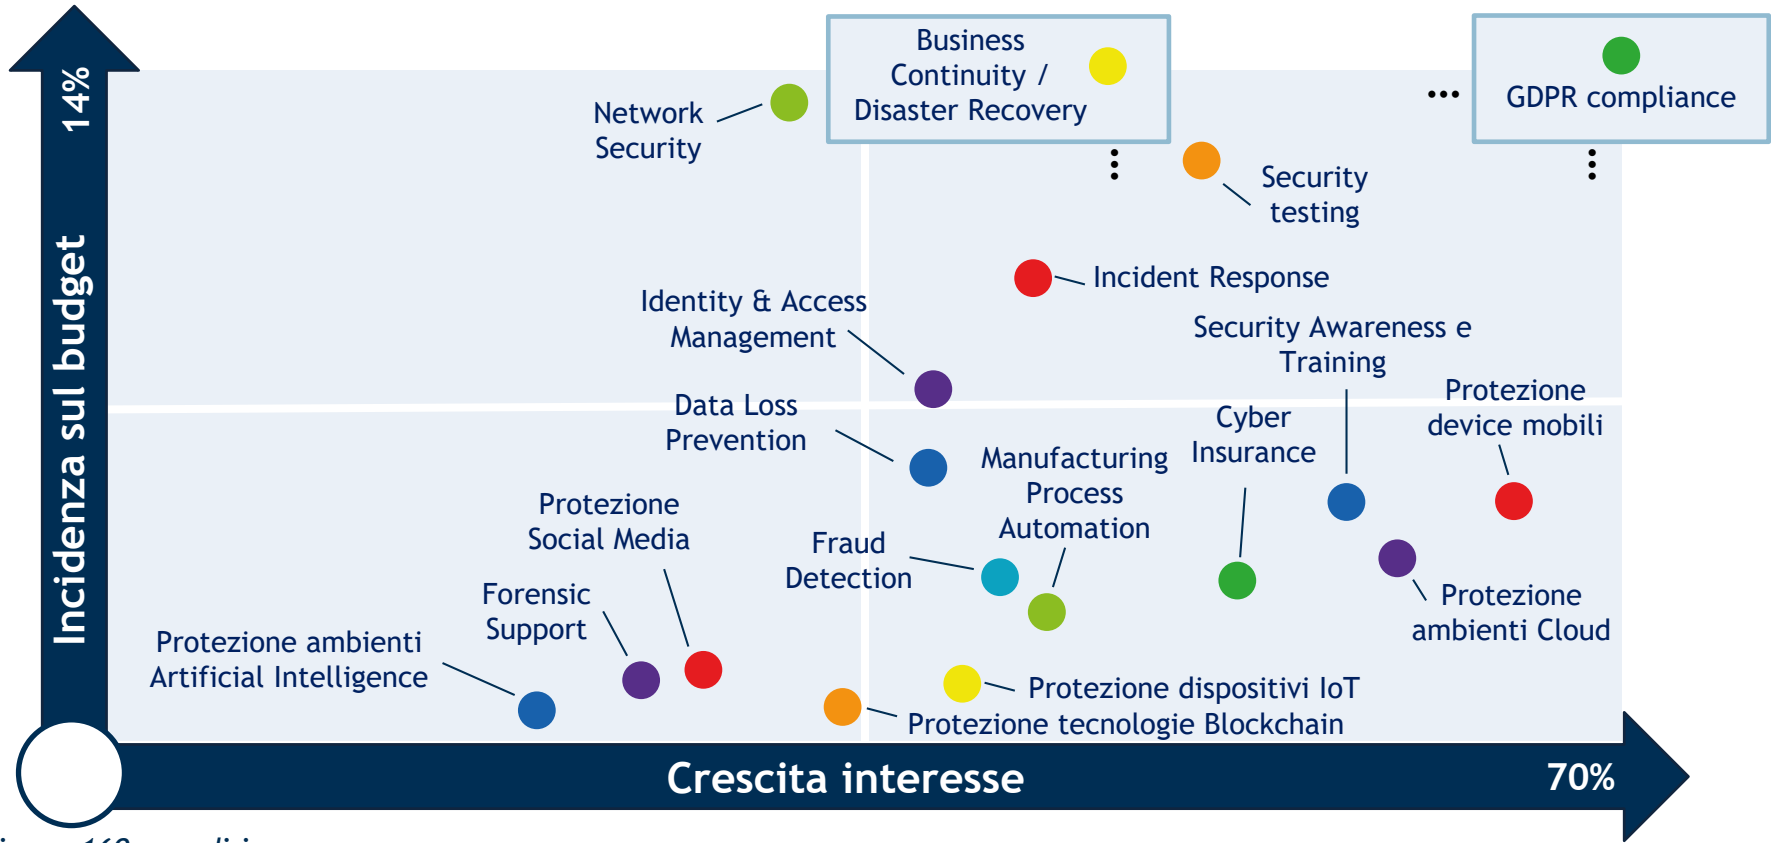 14%
Incidenza sul budget
Business
Continuity /
Disaster Recovery
GDPR compliance
Network
Security
Security
testing
Incident Response
Identity & Access
Management
Security Awareness e
Training
Data Loss
Prevention
Protezione
device mobili
Cyber
Insurance
Manufacturing
Process
Automation
Protezione
Social Media
Fraud
Detection
Forensic
Support
Protezione
ambienti Cloud
Protezione ambienti
Artificial Intelligence
Protezione dispositivi IoT
Protezione tecnologie Blockchain
Crescita interesse
70%